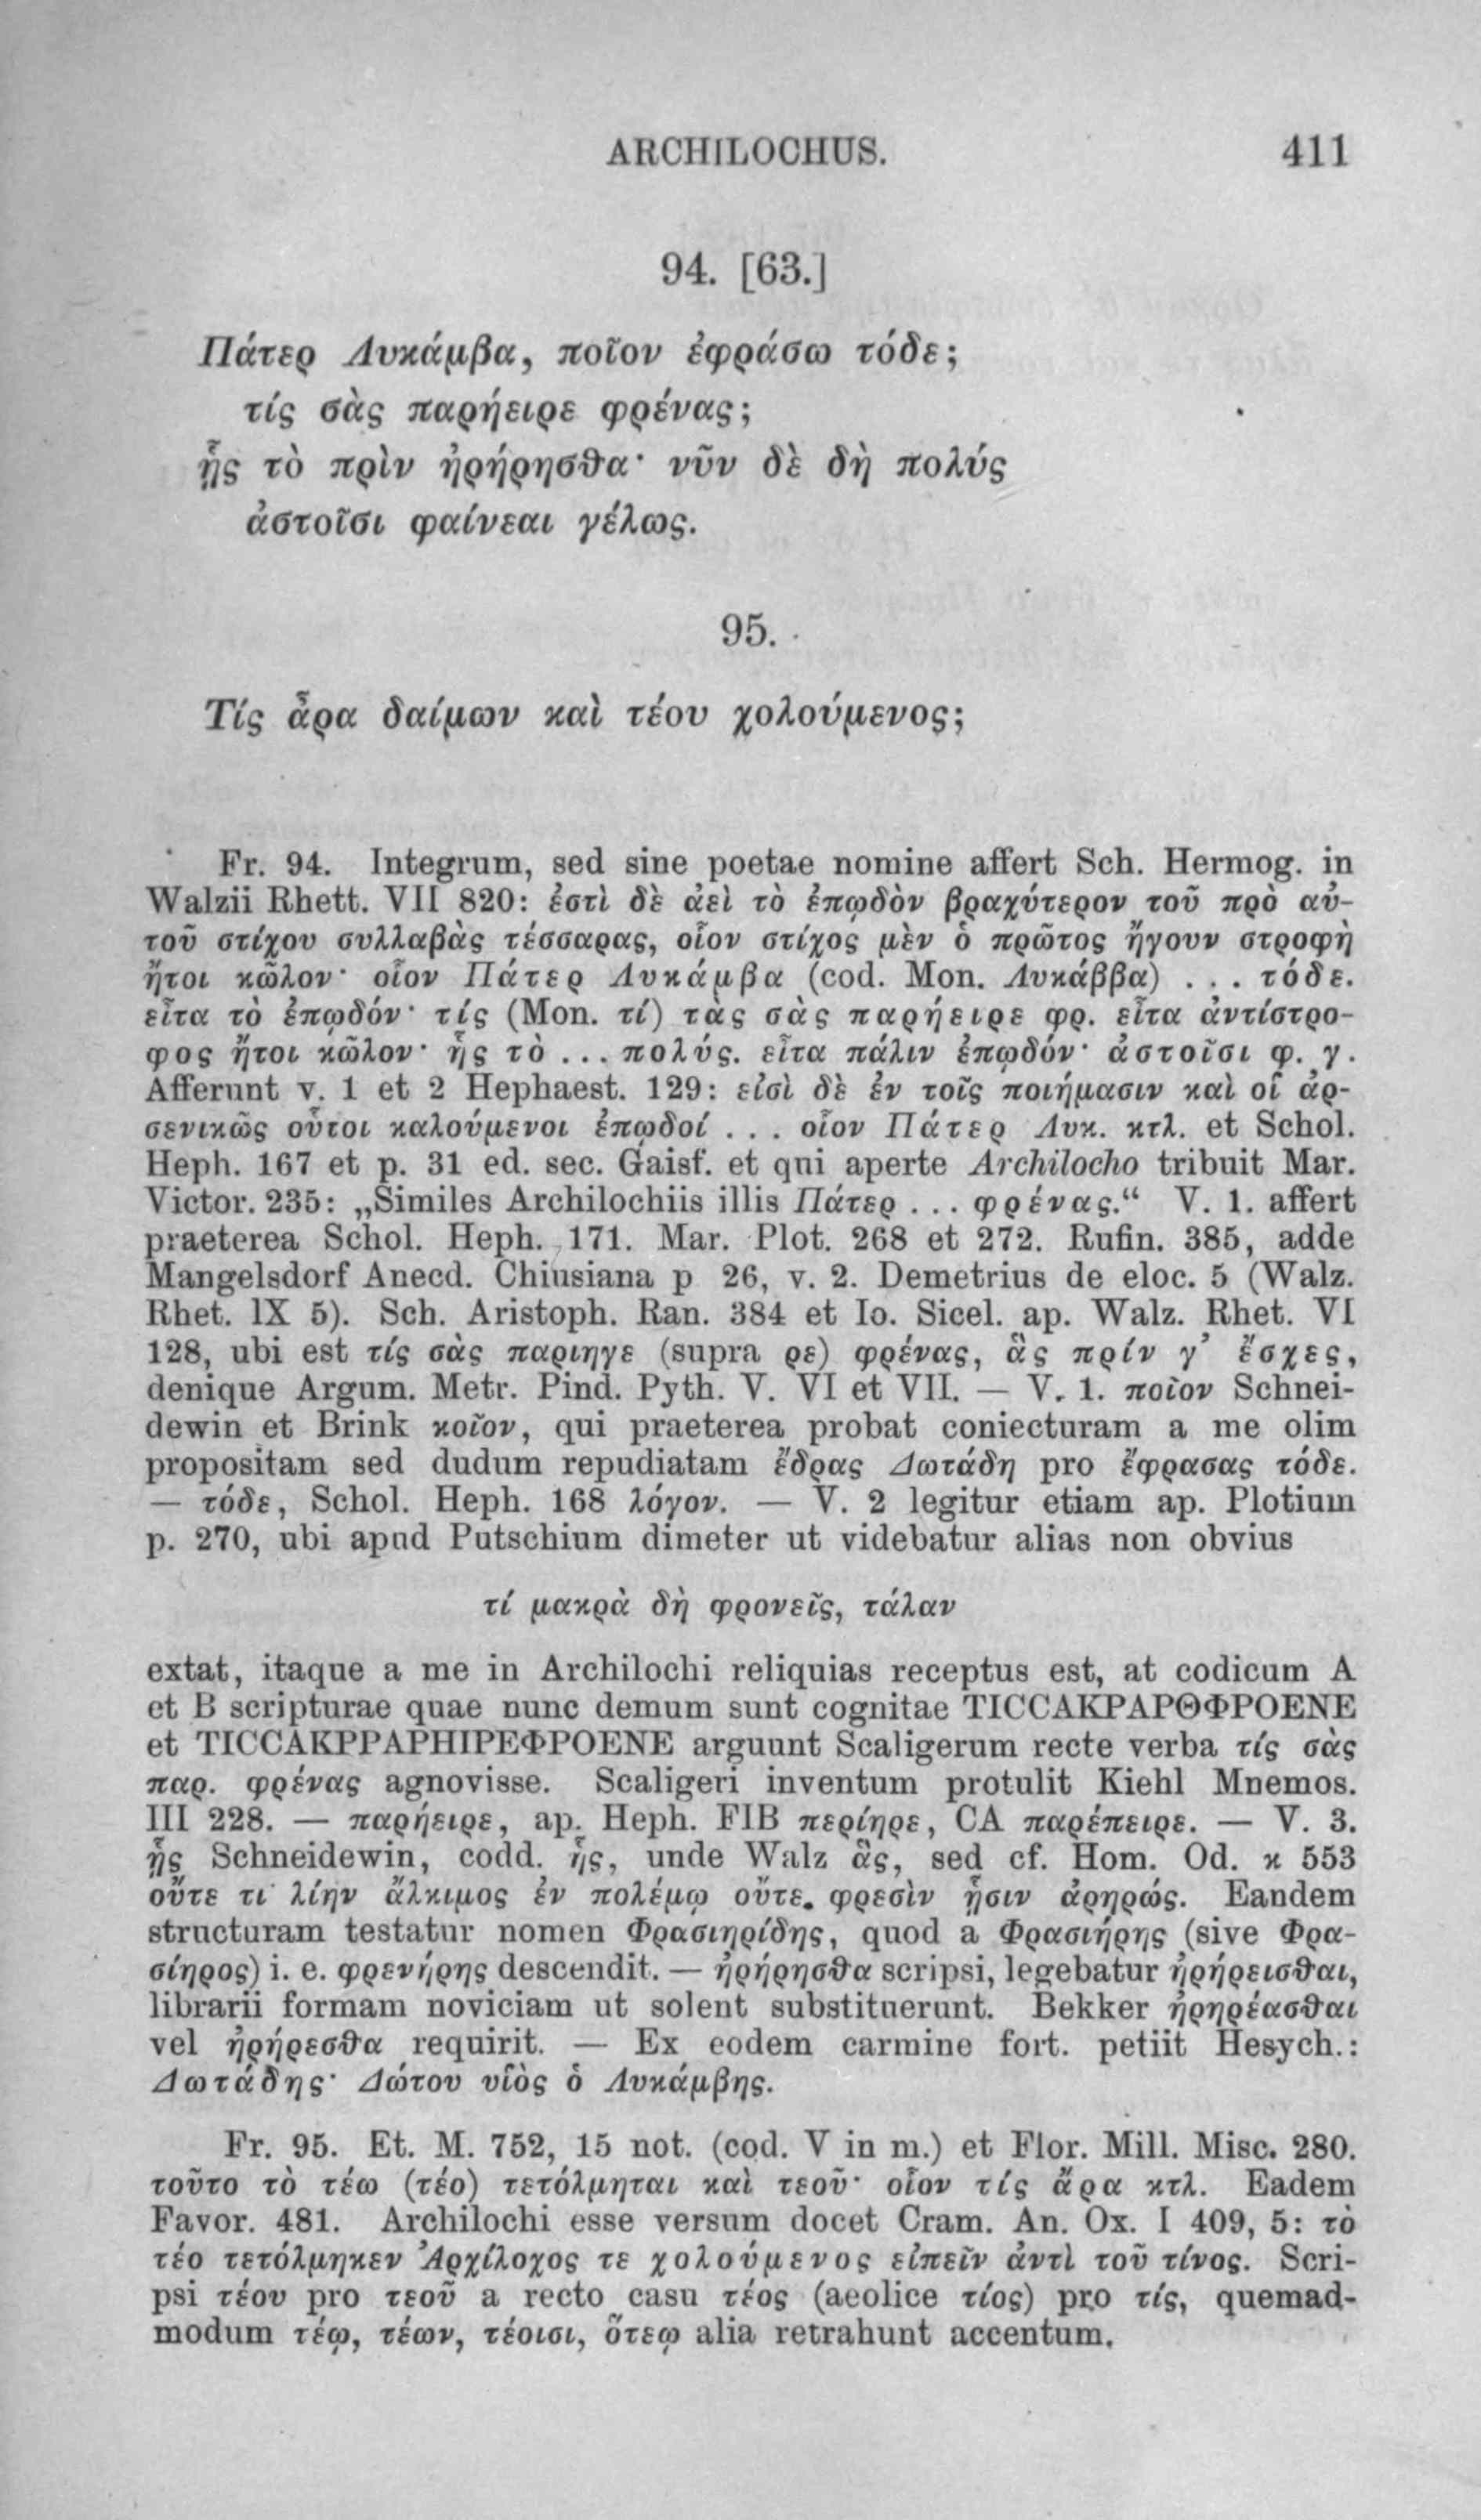 ARCHILOCHUS. 411
94. [63.]
Πάτερ Λυκάμβα, ποῖον ἐφράσω τόδε;
τίς σὰς παρήειρε φρένας;
ᾗς τὸ πρὶν ἠρήρησθα· νῦν δὲ δὴ πολύς
ἀστοῖσι φαίνεαι γέλως.
95.
Τίς ἆρα δαίμων καὶ τέου χολούμενος;
Fr. 94. Integrum, sed sine poetae nomine affert Sch. Hermog. in
Walzii Rhett. VII 820: ἐστὶ δὲ ἀεὶ τὸ ἐπῳδὸν βραχύτερον τοῦ πρὸ αὐ-
τοῦ στίχου συλλαβὰς τέσσαρας, οἷον στίχος μὲν ὁ πρῶτος ἤγουν στροφὴ
ἤτοι κῶλον· οἷον Πάτερ Λυκάμβα (cod. Mon. Λυκάββα) . . . τόδε.
εἶτα τὸ ἐπῳδόν· τίς (Mon. τί) τὰς σὰς παρήειρε φρ. εἶτα ἀντίστρο-
φος ἤτοι κῶλον· ἧς τὸ . . . πολύς. εἶτα πάλιν ἐπῳδόν· ἀστοῖσι φ. γ.
Afferunt v. 1 et 2 Hephaest. 129: εἰσὶ δὲ ἐν τοῖς ποιήμασιν καὶ οἱ ἀρ-
σενικῶς οὗτοι καλούμενοι ἐπῳδοί . . . οἷον Πάτερ Λυκ. κτλ. et Schol.
Heph. 167 et p. 31 ed. sec. Gaisf. et qui aperte Archilocho tribuit Mar.
Victor. 235: „Similes Archilochiis illis Πάτερ . . . φρένας.“ V. 1. affert
praeterea Schol. Heph. 171. Mar. Plot. 268 et 272. Rufin. 385, adde
Mangelsdorf Anecd. Chiusiana p 26, v. 2. Demetrius de eloc. 5 (Walz.
Rhet. IX 5). Sch. Aristoph. Ran. 384 et Io. Sicel. ap. Walz. Rhet. VI
128, ubi est τίς σὰς παριηγε (supra ρε) φρένας, ἃς πρίν γ’ ἔσχες,
denique Argum. Metr. Pind. Pyth. V. VI et VII. — V. 1. ποῖον Schnei-
dewin et Brink κοῖον, qui praeterea probat coniecturam a me olim
propositam sed dudum repudiatam ἔδρας Δωτάδη pro ἔφρασας τόδε.
— τόδε, Schol. Heph. 168 λόγον. — V. 2 legitur etiam ap. Plotium
p. 270, ubi apud Putschium dimeter ut videbatur alias non obvius
τί μακρὰ δὴ φρονεῖς, τάλαν
extat, itaque a me in Archilochi reliquias receptus est, at codicum A
et B scripturae quae nunc demum sunt cognitae ΤΙCCΑΚΡΑΡΘΦΡΟΕΝΕ
et ΤΙCCΑΚΡΡΑΡΗΙΡΕΦΡΟΕΝΕ arguunt Scaligerum recte verba τίς σὰς
παρ. φρένας agnovisse. Scaligeri inventum protulit Kiehl Mnemos.
III 228. — παρήειρε, ap. Heph. FIB περίηρε, CA παρέπειρε. — V. 3.
ᾗς Schneidewin, codd. ἧς, unde Walz ἃς, sed cf. Hom. Od. κ 553
οὔτε τι λίην ἄλκιμος ἐν πολέμῳ οὔτε. φρεσὶν ᾗσιν ἀρηρώς. Eandem
structuram testatur nomen Φρασιηρίδης, quod a Φρασιήρης (sive Φρα-
σίηρος) i. e. φρενήρης descendit. — ἠρήρησθα scripsi, legebatur ἠρήρεισθαι,
librarii formam noviciam ut solent substituerunt. Bekker ἠρηρέασθαι
vel ἠρήρεσθα requirit. — Ex eodem carmine fort. petiit Hesych.:
Δωτάδης· Δώτου υἱὸς ὁ Λυκάμβης.
Fr. 95. Et. M. 752, 15 not. (cod. V in m.) et Flor. Mill. Misc. 280.
τοῦτο τὸ τέω (τέο) τετόλμηται καὶ τεοῦ· οἷον τίς ἄρα κτλ. Eadem
Favor. 481. Archilochi esse versum docet Cram. An. Ox. I 409, 5: τὸ
τέο τετόλμηκεν Ἀρχίλοχος τε χολούμενος εἰπεῖν ἀντὶ τοῦ τίνος. Scri-
psi τέου pro τεοῦ a recto casu τέος (aeolice τίος) pro τίς, quemad-
modum τέῳ, τέων, τέοισι, ὅτεῳ alia retrahunt accentum.